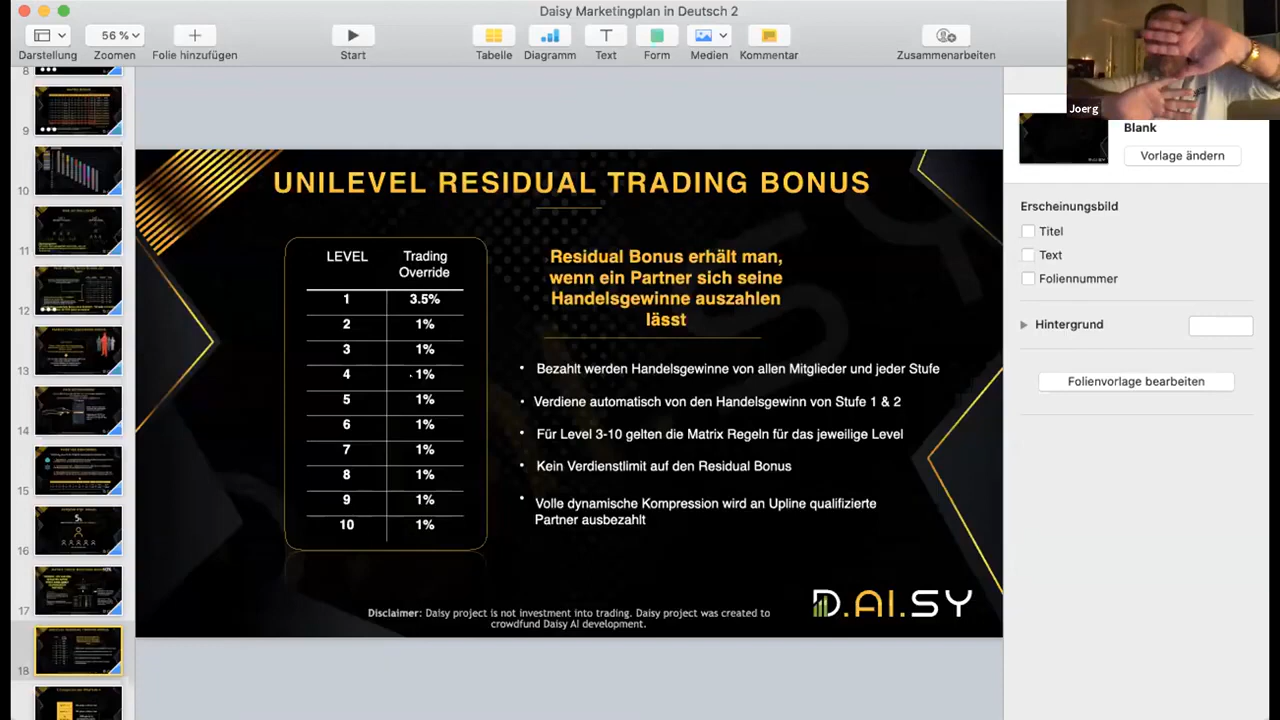 Daisy Marketingplan in Deutsch 2
56 %
Darstellung
Zoomen
Folie hinzufügen
Start
Tabelle
Diagramm
Text
Form
Medien
Kommentar
Zusammenarbeiten
Joerg
8
9
10
11
12
13
14
15
16
17
18
UNILEVEL RESIDUAL TRADING BONUS
LEVEL Trading
Override
1 3.5%
2 1%
3 1%
4 1%
5 1%
6 1%
7 1%
1%
9 1%
10 1%
Residual Bonus erhält man,
wenn ein Partner sich seine
Handelsgewinne auszahlen
lässt
• Bezahlt werden Handelsgewinne von allen Mitglieder und jeder Stufe
• Verdiene automatisch von den Handelsgewinn von Stufe 1 & 2
• Für Level 3-10 gelten die Matrix Regeln für das jeweilige Level
• Kein Verdienstlimit auf den Residual Bonus
• Volle dynamische Kompression wird an Upline qualifizierte
Partner ausbezahlt
Disclaimer: Daisy project is not investment into trading. Daisy project was created to
crowdfund Daisy AI development.
D.AI.SY
Blank
Vorlage ändern
Erscheinungsbild
Titel
Text
Foliennummer
Hintergrund
Folienvorlage bearbeiten